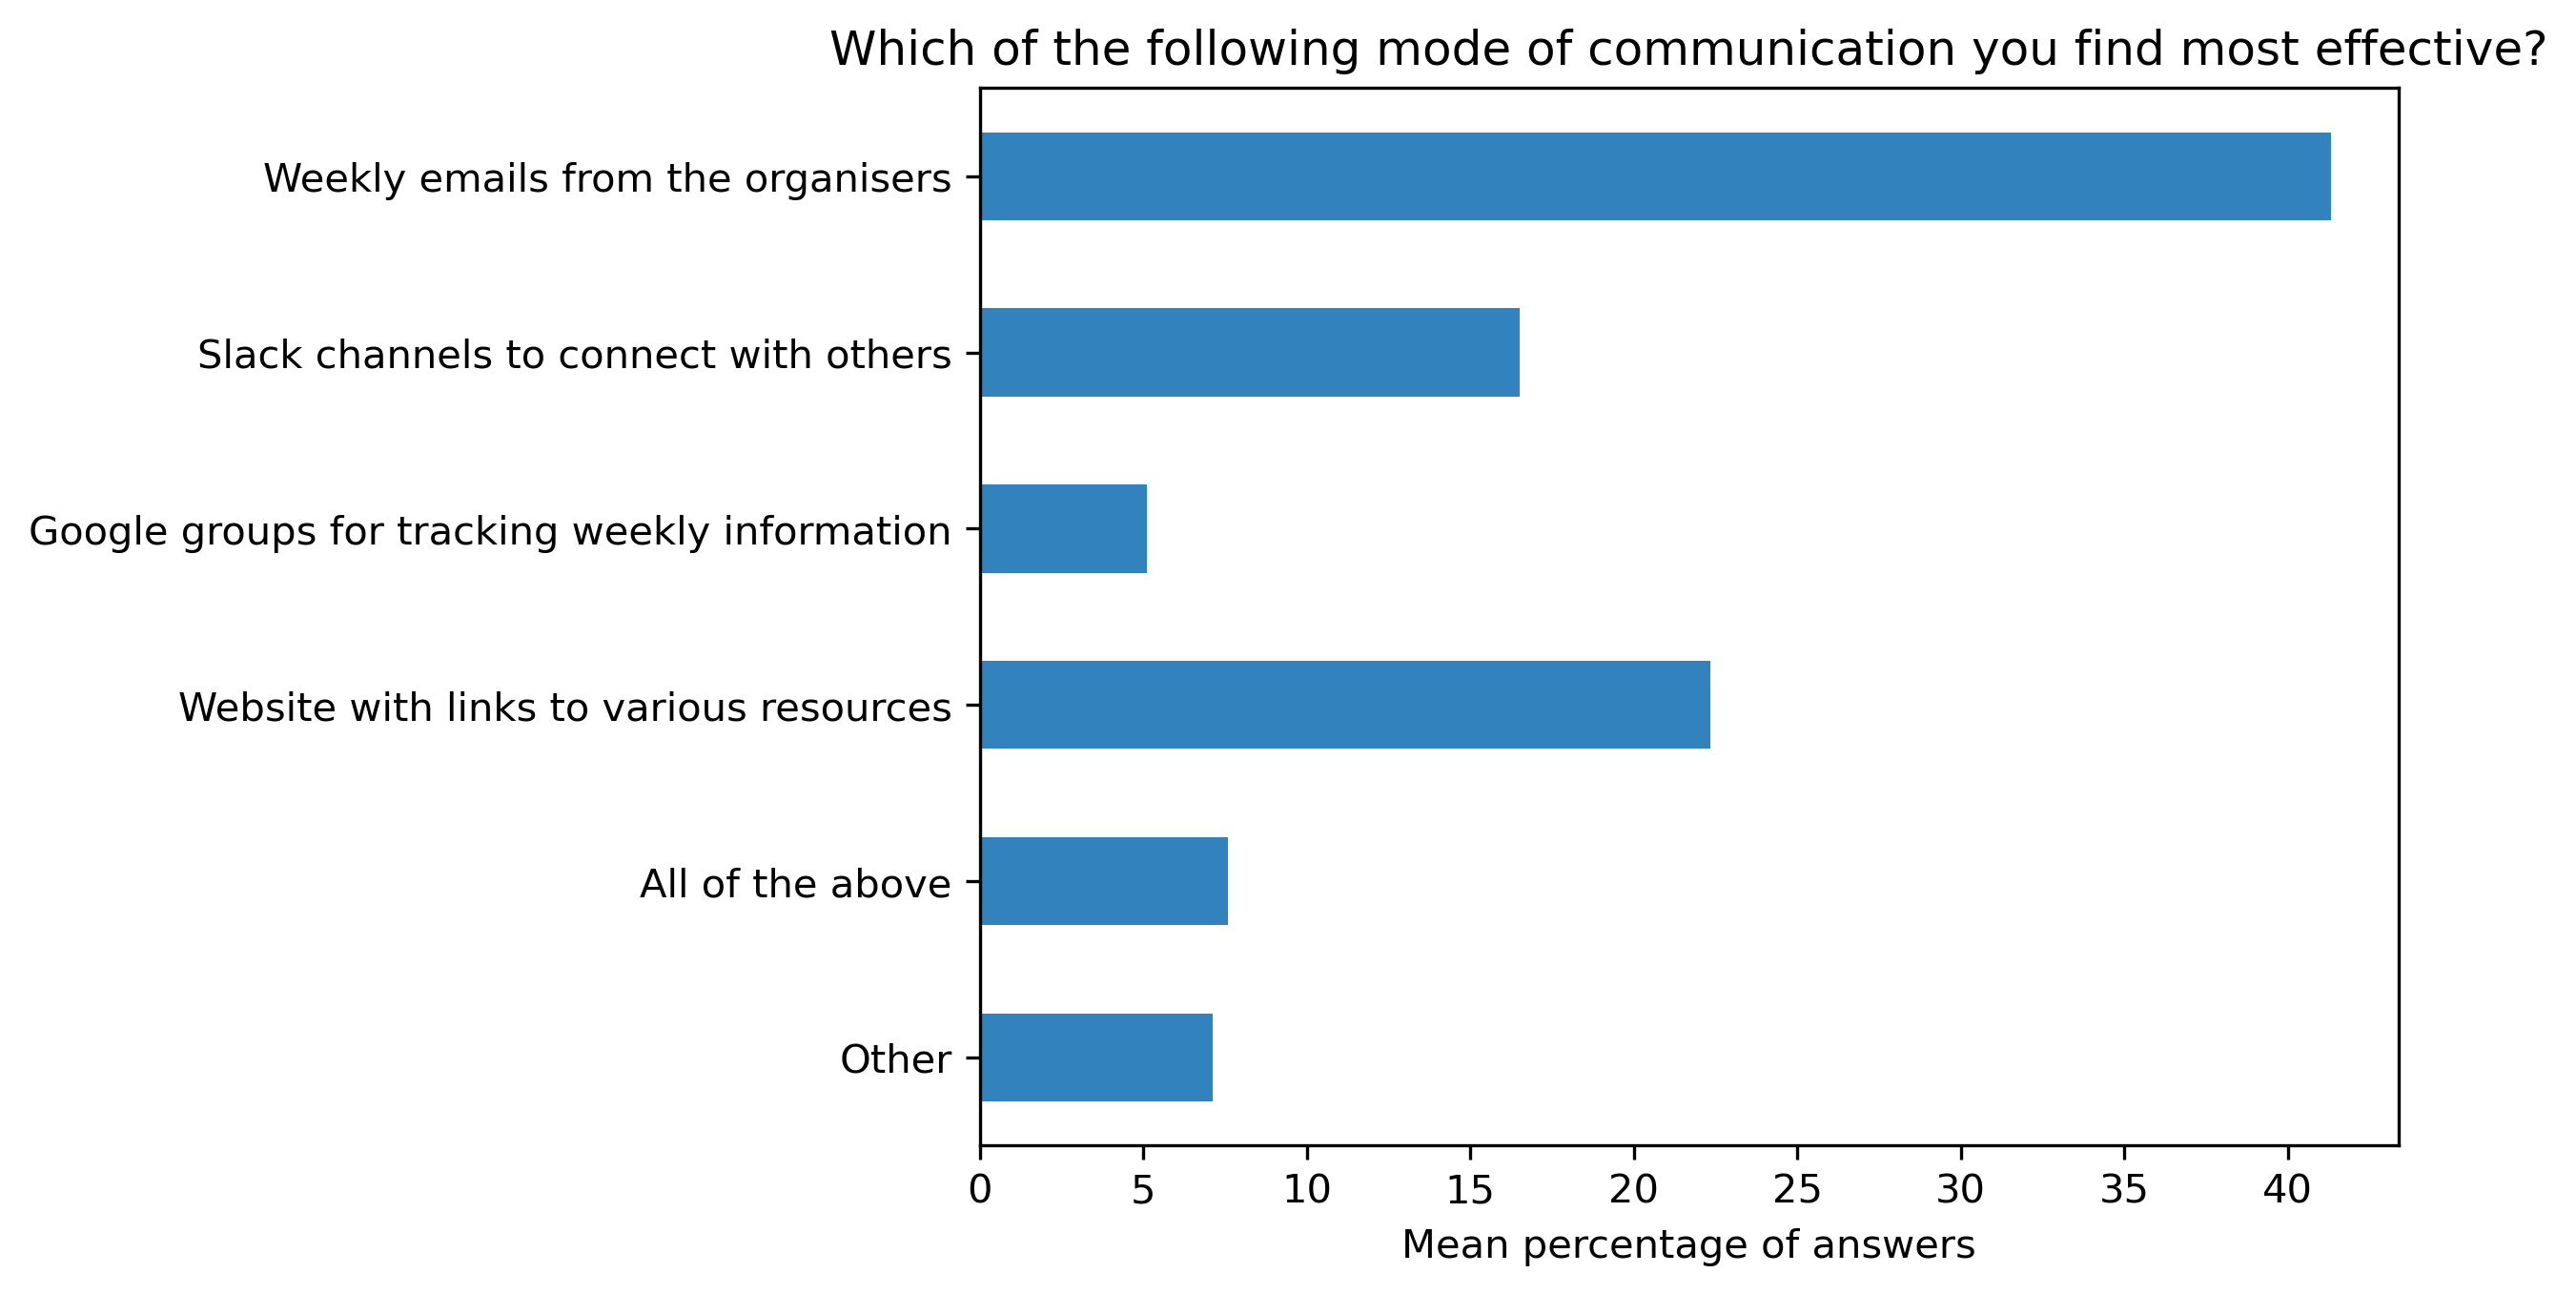 Which of the following mode of communication you find most effective?
Weekly emails from the organisers
Slack channels to connect with others
Google groups for tracking weekly information
Website with links to various resources
All of the above
Other
0 5 10 15 20 25 30 35 40
Mean percentage of answers